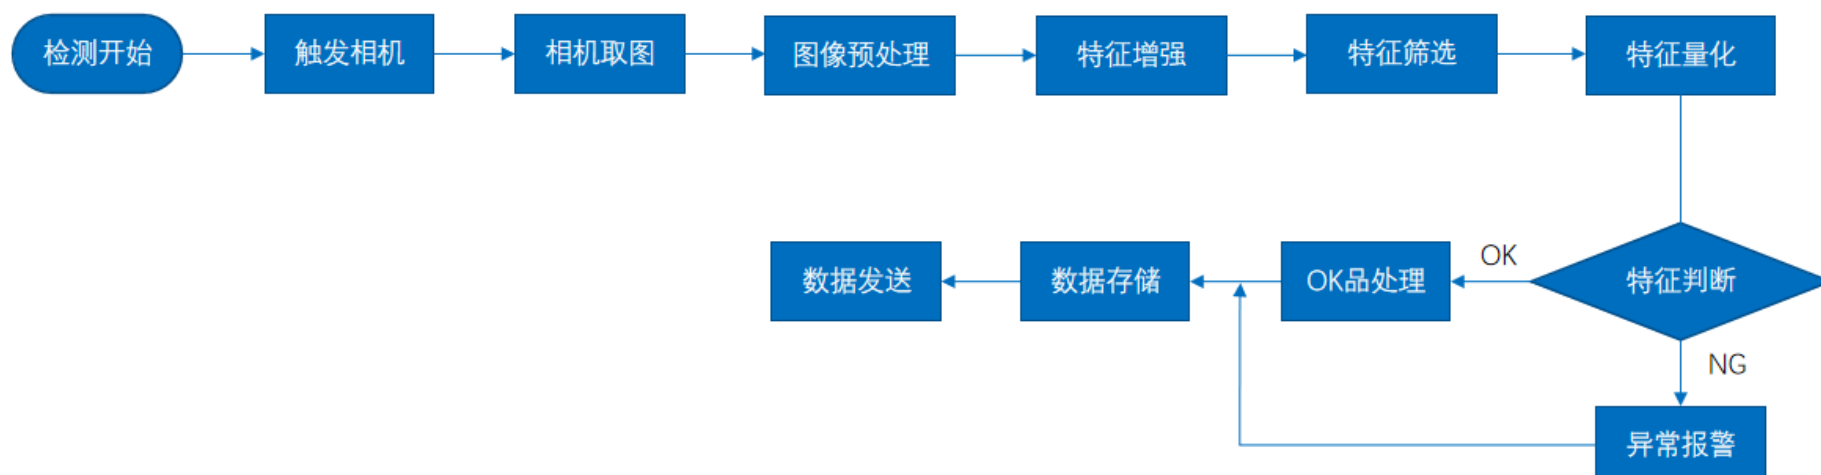 检测开始
触发相机
相机取图
图像预处理
特征增强
特征筛选
特征量化
特征判断
OK
OK品处理
数据存储
数据发送
NG
异常报警